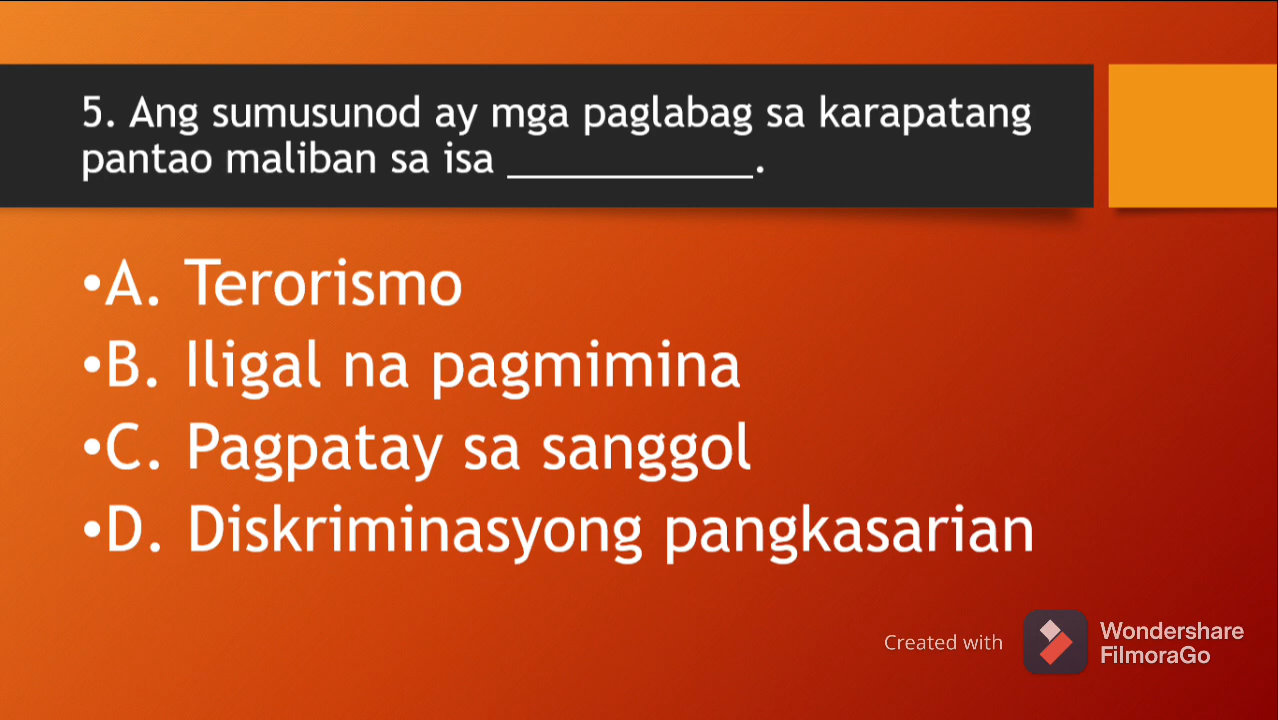 5. Ang sumusunod ay mga paglabag sa karapatang
pantao maliban sa isa ___________.
•A. Terorismo
•B. Iligal na pagmimina
•C. Pagpatay sa sanggol
•D. Diskriminasyong pangkasarian
Created with
Wondershare
FilmoraGo